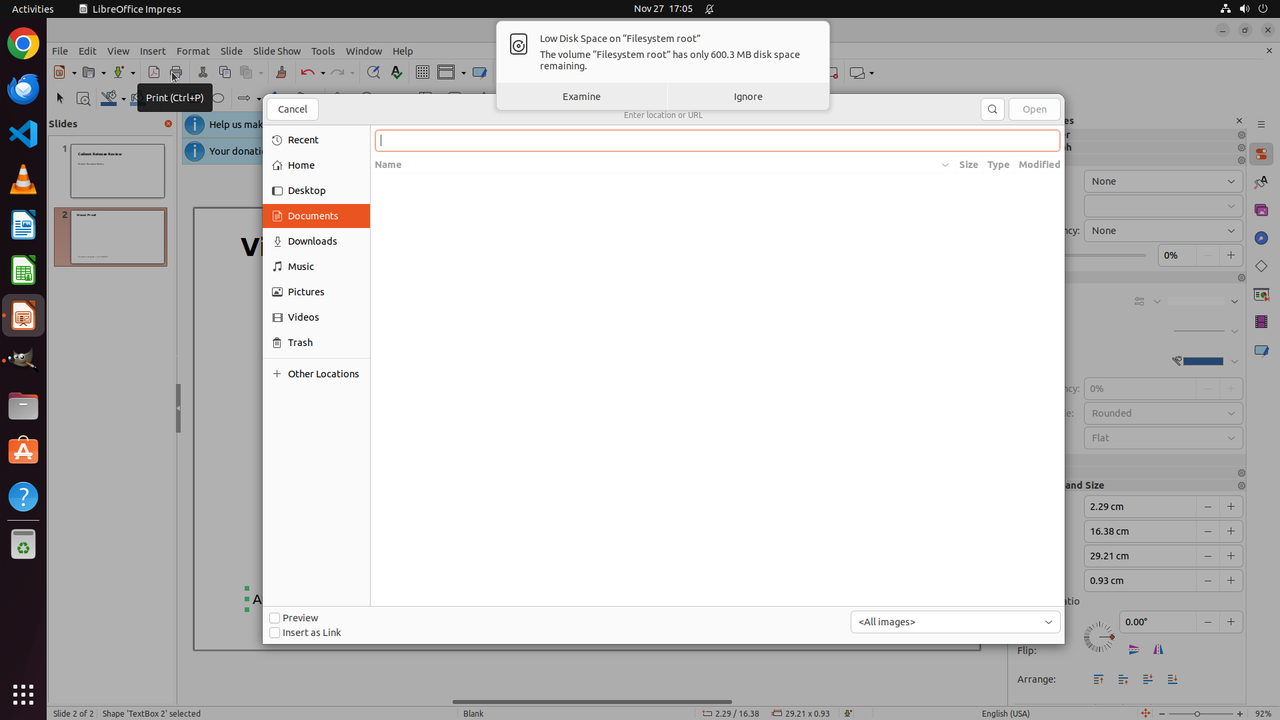 Activities
LibreOffice Impress
Nov 27 17:05
Low Disk Space on “Filesystem root”
The volume “Filesystem root” has only 600.3 MB disk space
remaining.
Examine
Ignore
File
Edit
View
Insert
Format
Slide
Slide Show
Tools
Window
Help
Print (Ctrl+P)
Cancel
Enter location or URL
Open
Slides
Help us mak
Your donatio
Recent
Home
Desktop
Documents
Downloads
Music
Pictures
Videos
Trash
Other Locations
Name
Size
Type
Modified
1
2
Vi
A
None
ncy:
None
0%
0%
Rounded
Flat
and Size
2.29 cm
16.38 cm
29.21 cm
0.93 cm
atio
0.00°
Flip:
Arrange:
Preview
Insert as Link
<All images>
Slide 2 of 2
Shape 'TextBox 2' selected
Blank
2.29 / 16.38
29.21 x 0.93
English (USA)
92%